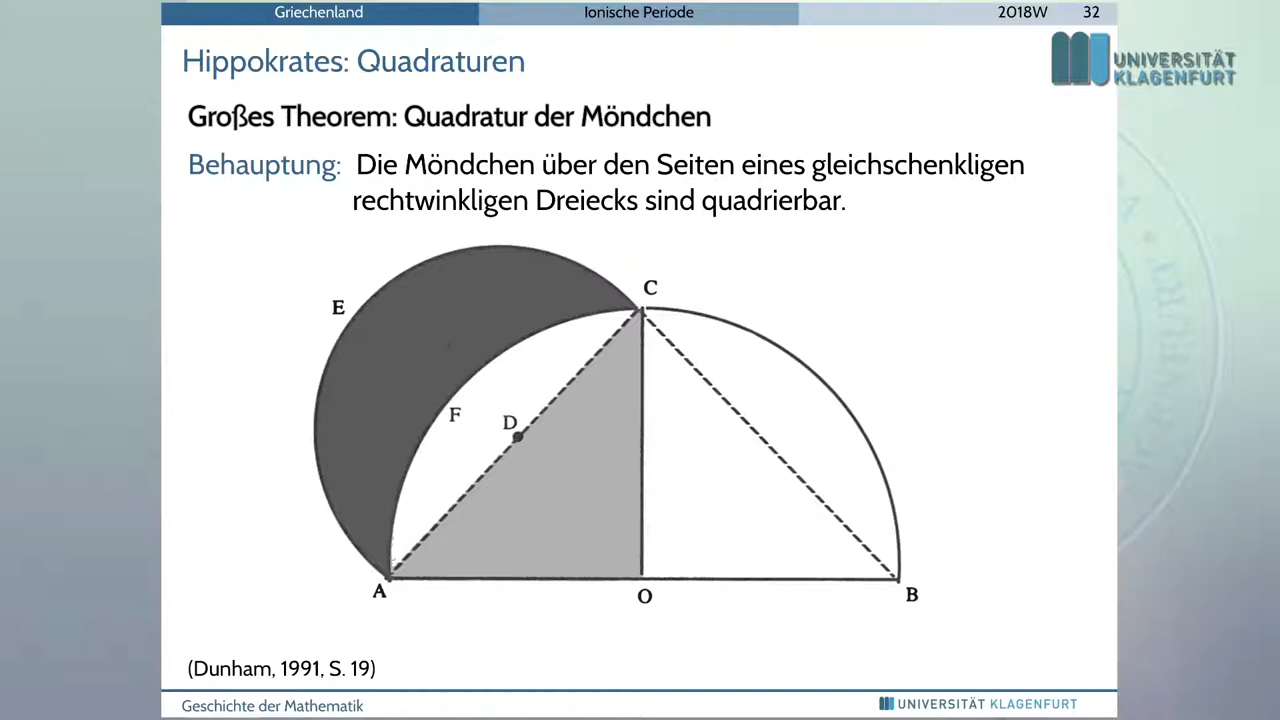 Griechenland
Ionische Periode
2018W
32
UNIVERSITÄT
KLAGENFURT
Hippokrates: Quadraturen
Großes Theorem: Quadratur der Möndchen
Behauptung: Die Möndchen über den Seiten eines gleichschenkligen
rechtwinkligen Dreiecks sind quadrierbar.
C
E
F
D
A
O
B
(Dunham, 1991, S. 19)
Geschichte der Mathematik
UNIVERSITÄT KLAGENFURT